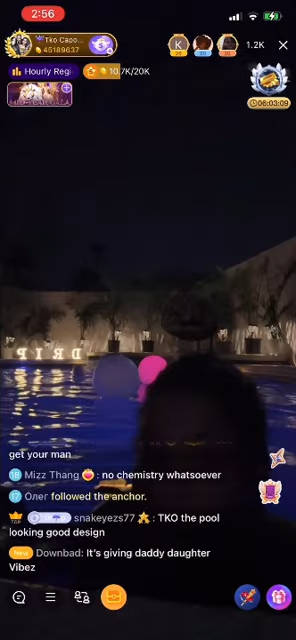 2:56
Tko Capo...
45189637
1.2K
Hourly Regi
10.7K/20K
06:03:09
DRIP
get your man
18 Mizz Thang : no chemistry whatsoever
17 Олег followed the anchor.
snakeyezs77 : TKO the pool
looking good design
New Downbad: It's giving daddy daughter
Vibez